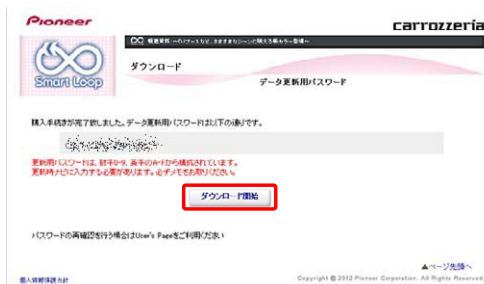 Pioneer
carrozzeria
Smart Loop
ダウンロード
データ更新用パスワード
購入手続きが完了致しました。データ更新用パスワードは以下の通りです。
更新用パスワードは、数字0-9、英字のA-Fから構成されています。
更新時ナビに入力する必要があります。必ずメモをお取りください。
ダウンロード開始
パスワードの再確認を行う場合はUser's Pageをご利用ください
▲ページ先頭へ
個人情報保護方針
Copyright © 2012 Pioneer Corporation. All Rights Reserved